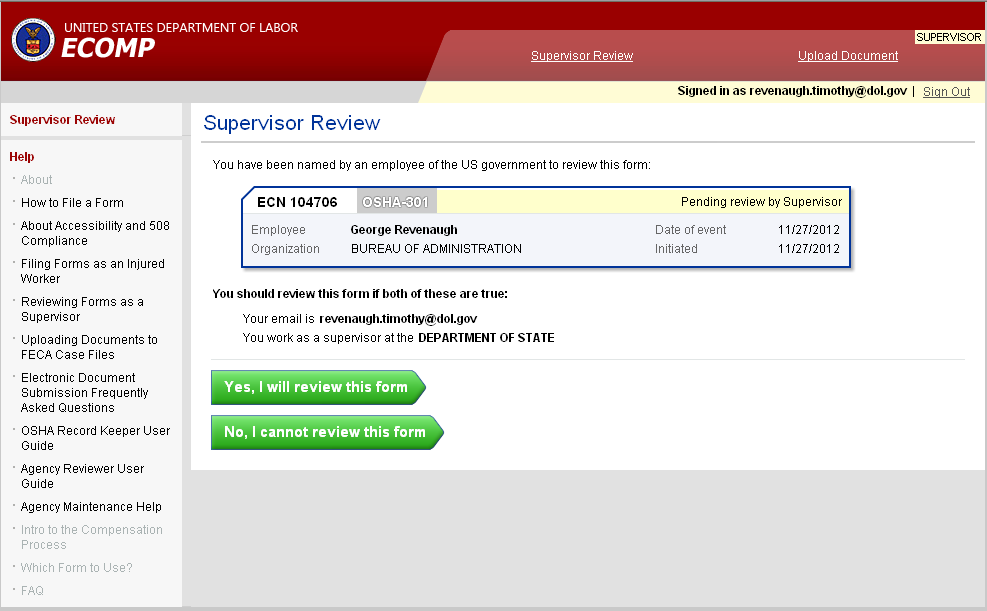 UNITED STATES DEPARTMENT OF LABOR
ECOMP
SUPERVISOR
Supervisor Review
Upload Document
Signed in as revenaugh.timothy@dol.gov | Sign Out
Supervisor Review
Help
About
How to File a Form
About Accessibility and 508
Compliance
Filing Forms as an Injured
Worker
Reviewing Forms as a
Supervisor
Uploading Documents to
FECA Case Files
Electronic Document
Submission Frequently
Asked Questions
OSHA Record Keeper User
Guide
Agency Reviewer User
Guide
Agency Maintenance Help
Intro to the Compensation
Process
Which Form to Use?
FAQ
Supervisor Review
You have been named by an employee of the US government to review this form:
ECN 104706 OSHA-301 Pending review by Supervisor
Employee George Revenaugh Date of event 11/27/2012
Organization BUREAU OF ADMINISTRATION Initiated 11/27/2012
You should review this form if both of these are true:
Your email is revenaugh.timothy@dol.gov
You work as a supervisor at the DEPARTMENT OF STATE
Yes, I will review this form
No, I cannot review this form